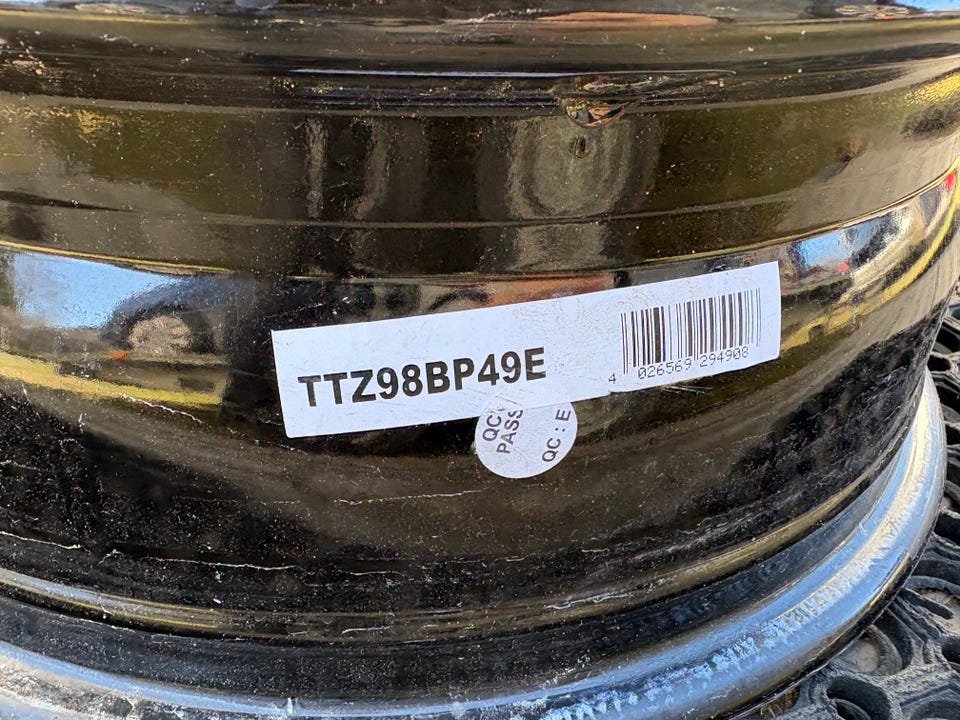 TTZ98BP49E
4 026569 294908
QC
PASS
QC : E